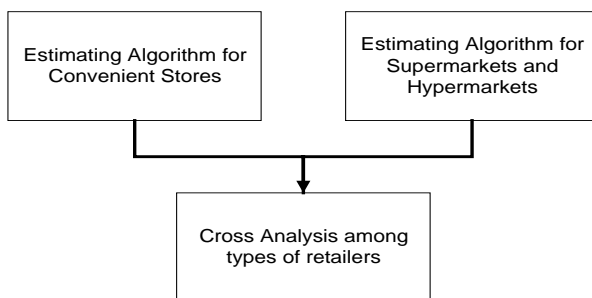 Estimating Algorithm for
Convenient Stores
Estimating Algorithm for
Supermarkets and
Hypermarkets
Cross Analysis among
types of retailers